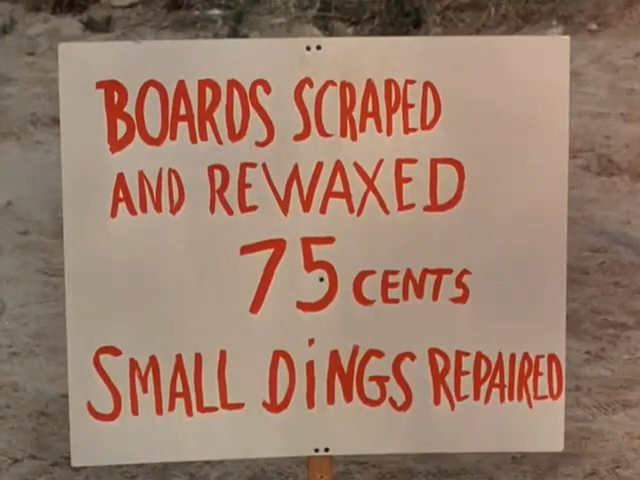 BOARDS SCRAPED
AND REWAXED
75 CENTS
SMALL DiNGS REPAIRED